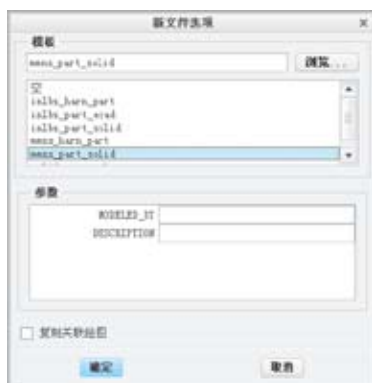 新文件选项
模板
mmns_part_solid
浏览...
空
inlbs_harn_part
inlbs_part_ecad
inlbs_part_solid
mmns_harn_part
mmns_part_solid
参数
MODELED_BY
DESCRIPTION
复制关联绘图
确定
取消